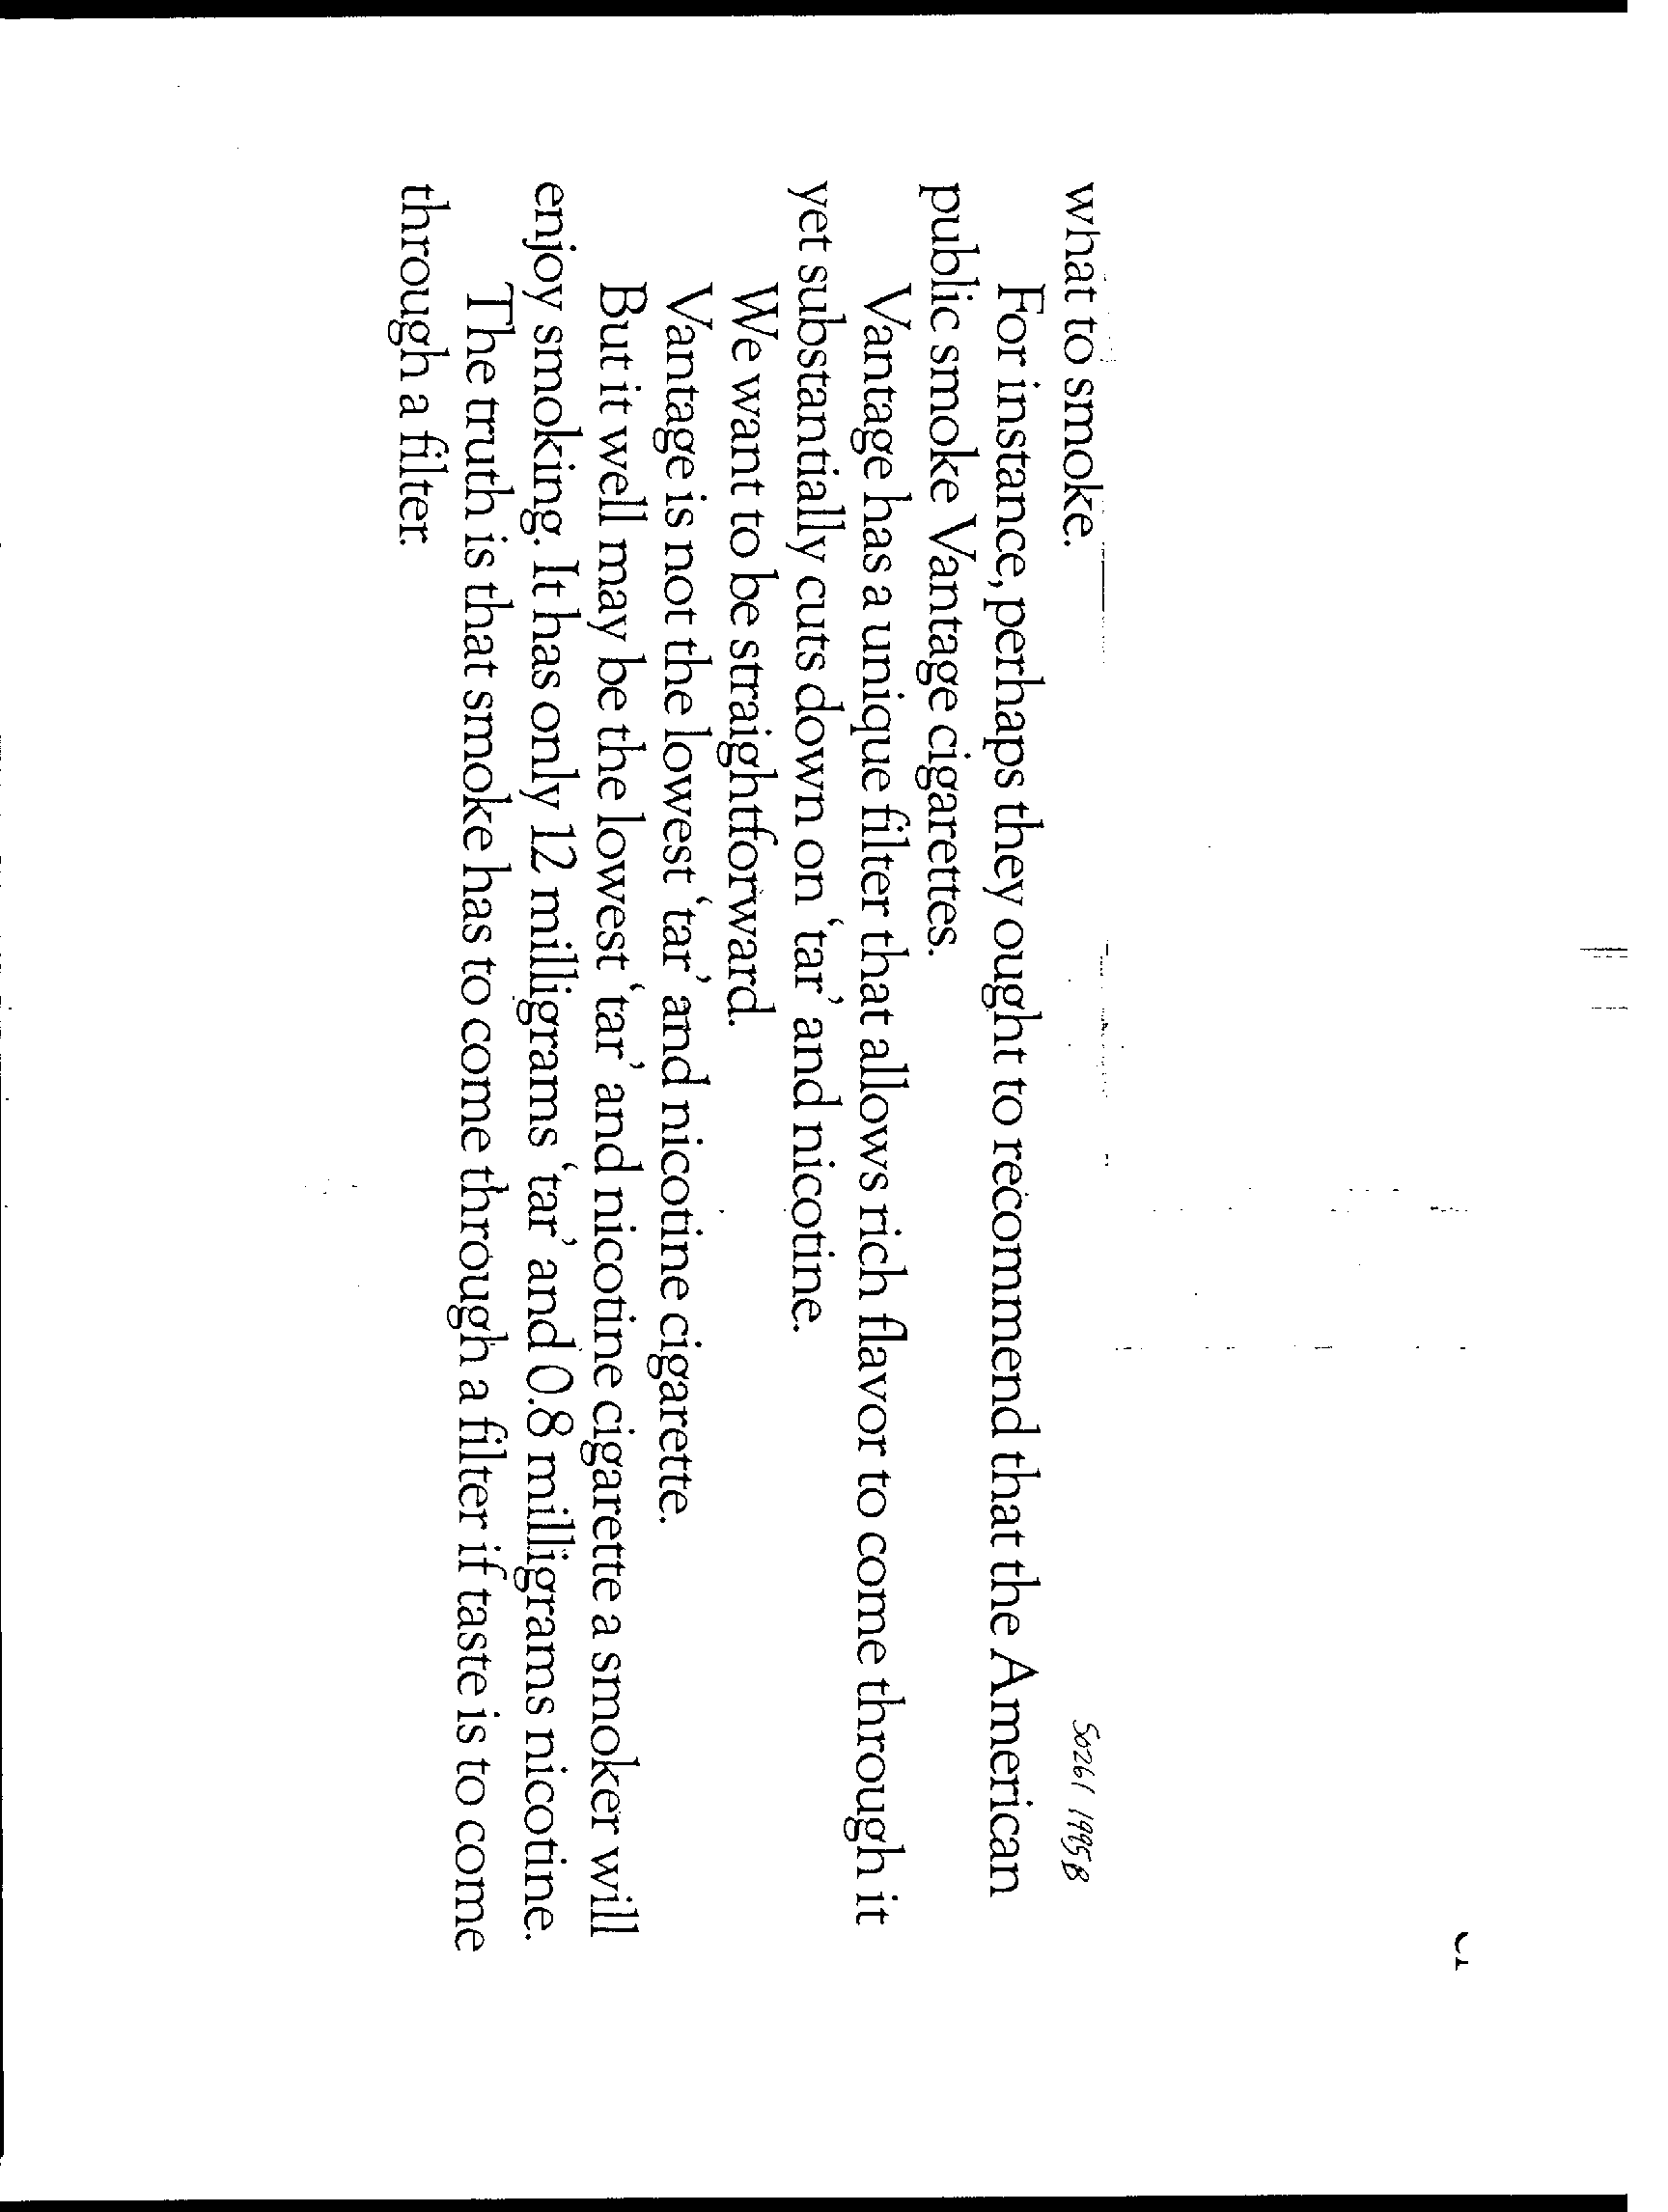 50261 1995B
what to smoke.
For instance, perhaps they ought to recommend that the American
public smoke Vantage cigarettes.
Vantage has a unique filter that allows rich flavor to come through it
yet substantially cuts down on 'tar' and nicotine.
We want to be straightforward.
Vantage is not the lowest 'tar' and nicotine cigarette.
But it well may be the lowest 'tar' and nicotine cigarette a smoker will
enjoy smoking. It has only 12 milligrams 'tar' and 0.8 milligrams nicotine.
The truth is that smoke has to come through a filter if taste is to come
through a filter.